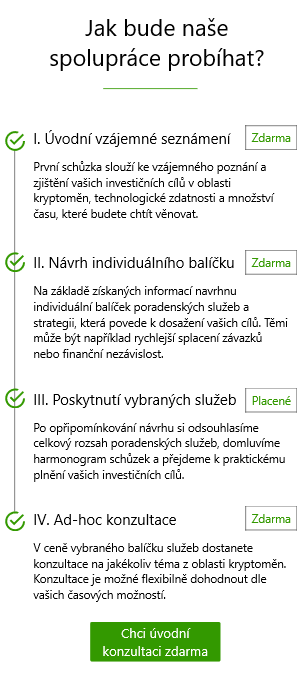 Jak bude naše
spolupráce probíhat?
I. Úvodní vzájemné seznámení
Zdarma
První schůzka slouží ke vzájemného poznání a
zjištění vašich investičních cílů v oblasti
kryptoměn, technologické zdatnosti a množství
času, které budete chtít věnovat.
II. Návrh individuálního balíčku
Zdarma
Na základě získaných informací navrhnu
individuální balíček poradenských služeb a
strategii, která povede k dosažení vašich cílů. Těmi
může být například rychlejší splacení závazků
nebo finanční nezávislost.
III. Poskytnutí vybraných služeb
Placené
Po opřipomínkování návrhu si odsouhlasíme
celkový rozsah poradenských služeb, domluvíme
harmonogram schůzek a přejdeme k praktickému
plnění vašich investičních cílů.
IV. Ad-hoc konzultace
Zdarma
V ceně vybraného balíčku služeb dostanete
konzultace na jakékoliv téma z oblasti kryptoměn.
Konzultace je možné flexibilně dohodnout dle
vašich časových možností.
Chci úvodní
konzultaci zdarma